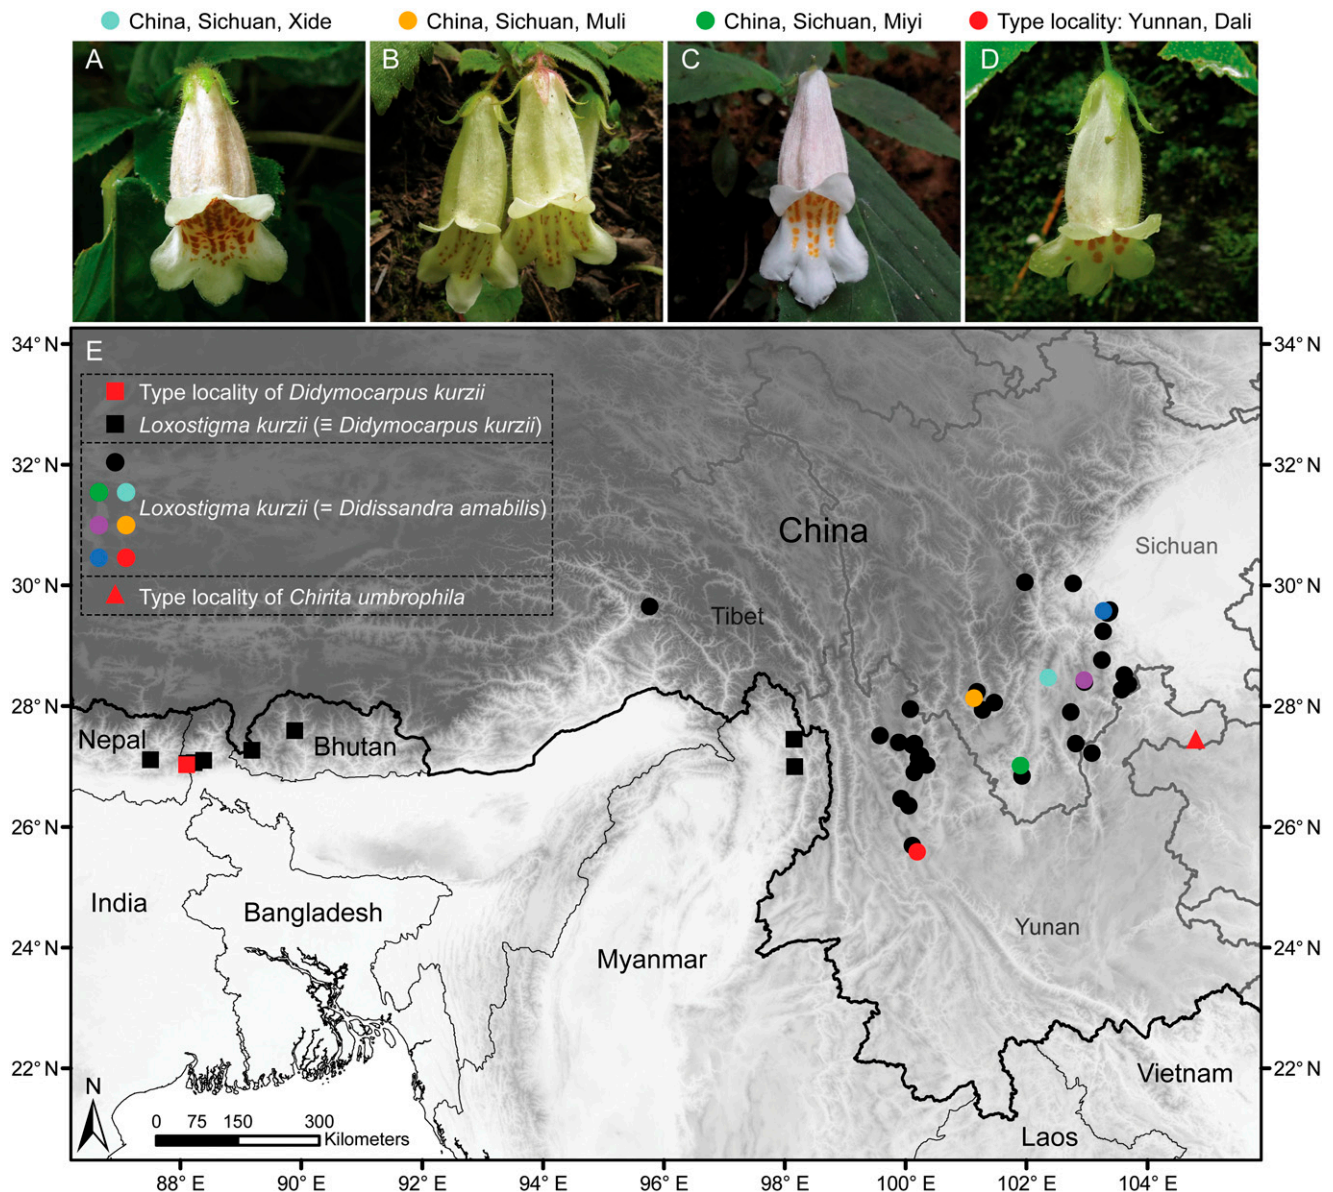 China, Sichuan, Xide
China, Sichuan, Muli
China, Sichuan, Miyi
Type locality: Yunnan, Dali
A
B
C
D
E
34° N
34° N
Type locality of Didymocarpus kurzii
Loxostigma kurzii (≡ Didymocarpus kurzii)
32° N
32° N
Loxostigma kurzii (= Didissandra amabilis)
China
Sichuan
30° N
30° N
Type locality of Chirita umbrophila
Tibet
28° N
28° N
Nepal
Bhutan
26° N
26° N
India
Bangladesh
Yunan
24° N
24° N
Myanmar
22° N
22° N
Vietnam
N
0 75 150 300
Kilometers
Laos
88° E 90° E 92° E 94° E 96° E 98° E 100° E 102° E 104° E